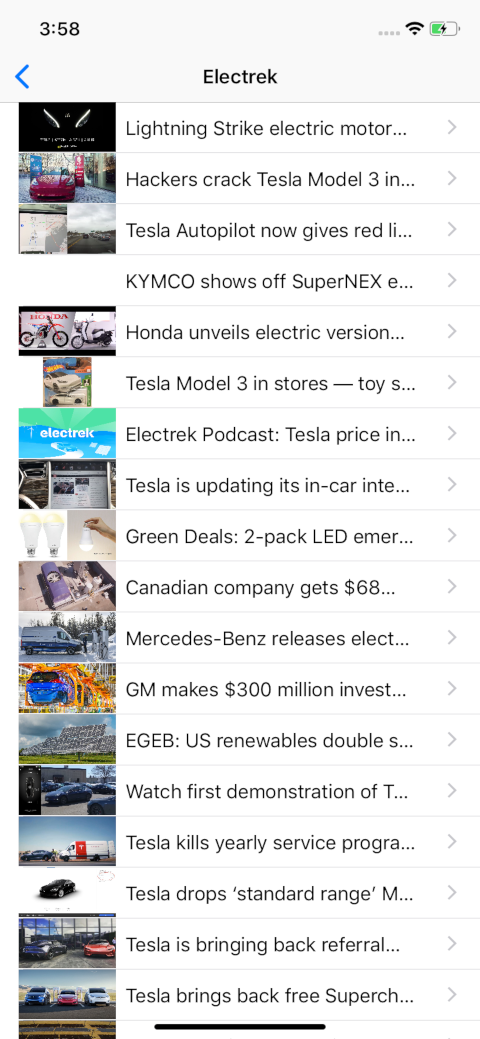 3:58
Electrek
Lightning Strike electric motor...
Hackers crack Tesla Model 3 in...
Tesla Autopilot now gives red li...
KYMCO shows off SuperNEX e...
HONDA
Honda unveils electric version...
Tesla Model 3 in stores — toy s...
electrek
Electrek Podcast: Tesla price in...
Tesla is updating its in-car inte...
Green Deals: 2-pack LED emer...
Canadian company gets $68...
Mercedes-Benz releases elect...
GM makes $300 million invest...
EGEB: US renewables double s...
Watch first demonstration of T...
Tesla kills yearly service progra...
Tesla drops ‘standard range’ M...
Tesla is bringing back referral...
Tesla brings back free Superch...